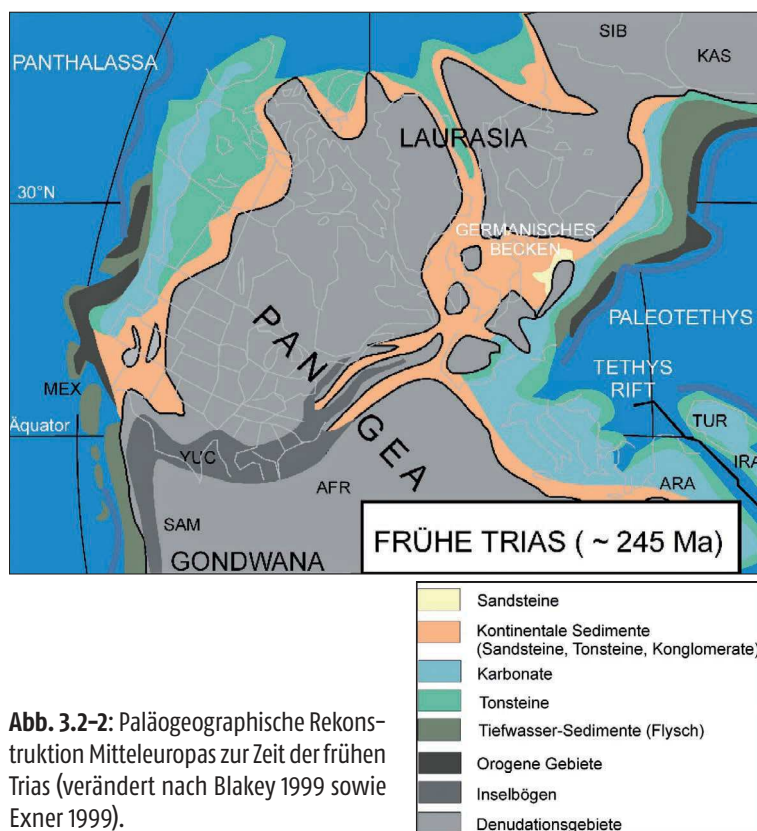 SIB
PANTHALASSA
KAS
LAURASIA
30°N
GERMANISCHES
BECKEN
PANGEA
PALEOTETHYS
TETHYS
RIFT
MEX
TUR
Äquator
YUC
IRA
AFR
ARA
SAM
GONDWANA
FRÜHE TRIAS ( ~ 245 Ma)
Sandsteine
Kontinentale Sedimente
(Sandsteine, Tonsteine, Konglomerate)
Karbonate
Tonsteine
Tiefwasser-Sedimente (Flysch)
Orogene Gebiete
Inselbögen
Denudationsgebiete
Abb. 3.2-2: Paläogeographische Rekons-
truktion Mitteleuropas zur Zeit der frühen
Trias (verändert nach Blakey 1999 sowie
Exner 1999).